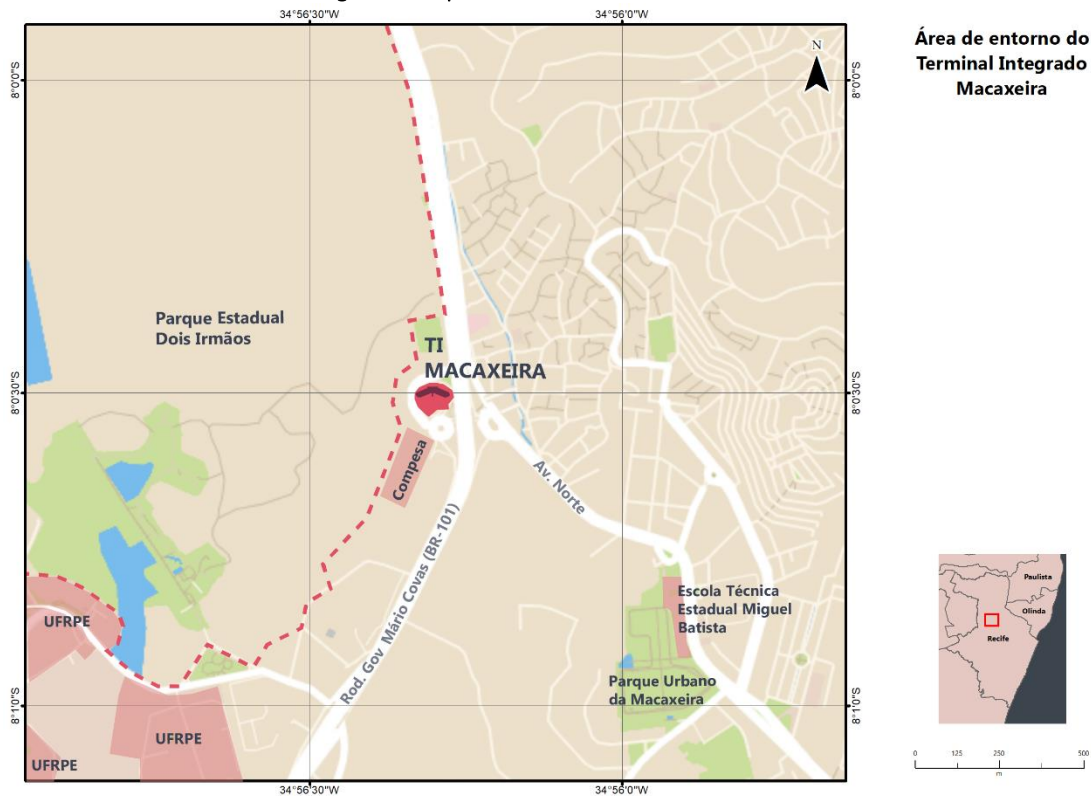 34°56'30"W
34°56'0"W
Área de entorno do
Terminal Integrado
Macaxeira
N
8°0'0"S
8°0'0"S
Parque Estadual
Dois Irmãos
TI
MACAXEIRA
8°0'30"S
8°0'30"S
Compesa
Av. Norte
Rod. Gov Mário Covas (BR-101)
UFRPE
Escola Técnica
Estadual Miguel
Batista
Parque Urbano
da Macaxeira
Paulista
Olinda
Recife
8°1'0"S
8°1'0"S
UFRPE
UFRPE
0 125 250 500
m
34°56'30"W
34°56'0"W